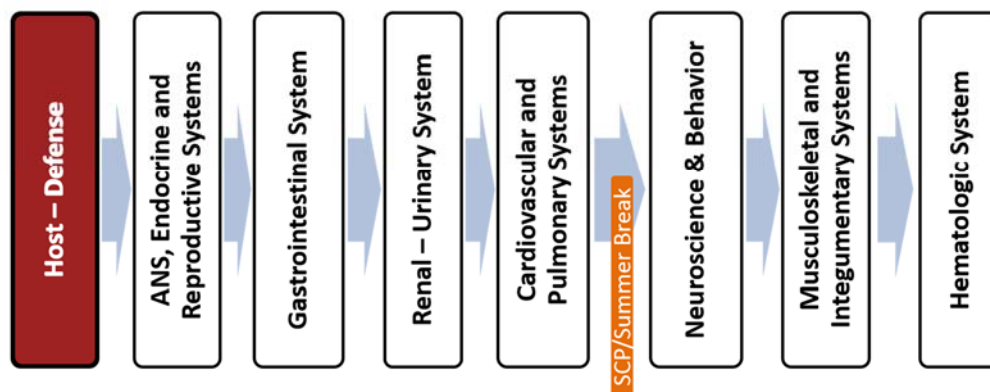 Host – Defense
ANS, Endocrine and
Reproductive Systems
Gastrointestinal System
Renal – Urinary System
Cardiovascular and
Pulmonary Systems
SCP/Summer Break
Neuroscience & Behavior
Musculoskeletal and
Integumentary Systems
Hematologic System